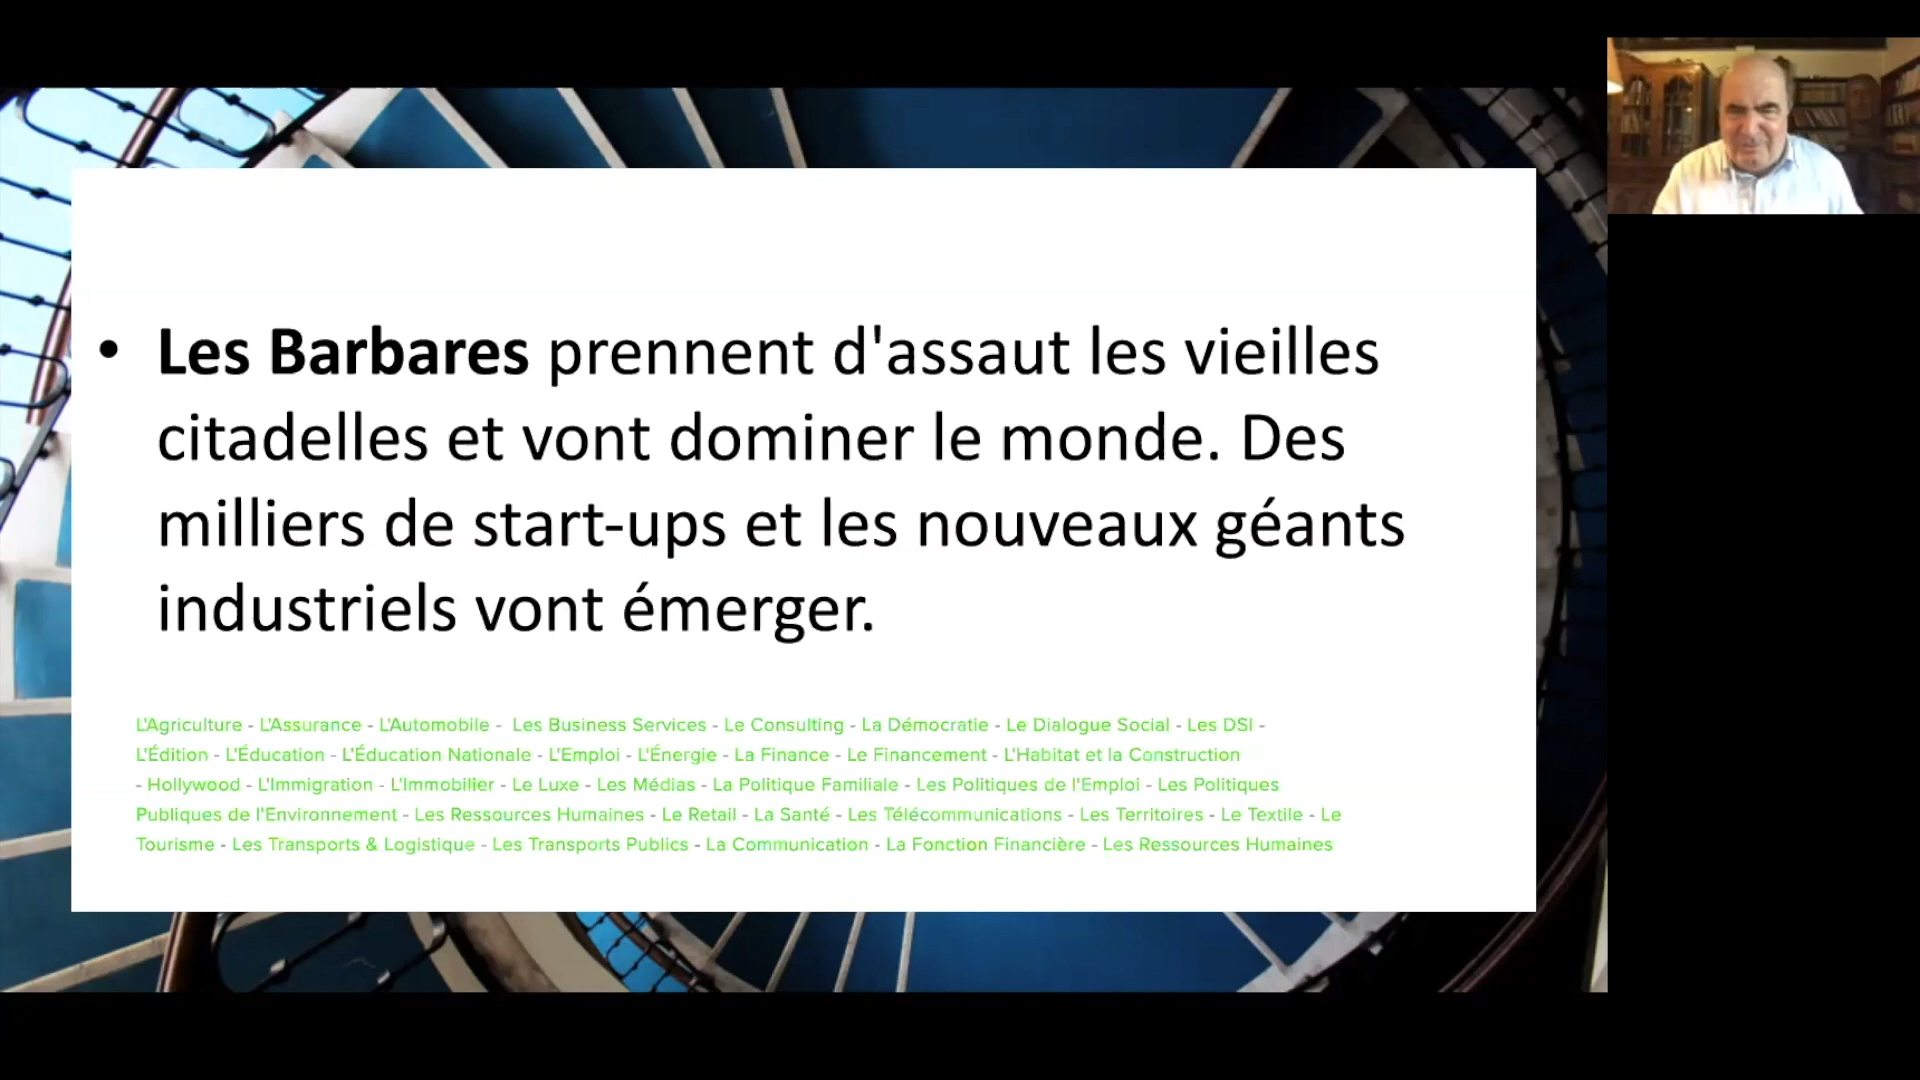 • Les Barbares prennent d'assaut les vieilles
citadelles et vont dominer le monde. Des
milliers de start-ups et les nouveaux géants
industriels vont émerger.
L'Agriculture - L'Assurance - L'Automobile - Les Business Services - Le Consulting - La Démocratie - Le Dialogue Social - Les DSI -
L'Édition - L'Éducation - L'Éducation Nationale - L'Emploi - L'Énergie - La Finance - Le Financement - L'Habitat et la Construction
- Hollywood - L'Immigration - L'Immobilier - Le Luxe - Les Médias - La Politique Familiale - Les Politiques de l'Emploi - Les Politiques
Publiques de l'Environnement - Les Ressources Humaines - Le Retail - La Santé - Les Télécommunications - Les Territoires - Le Textile - Le
Tourisme - Les Transports & Logistique - Les Transports Publics - La Communication - La Fonction Financière - Les Ressources Humaines